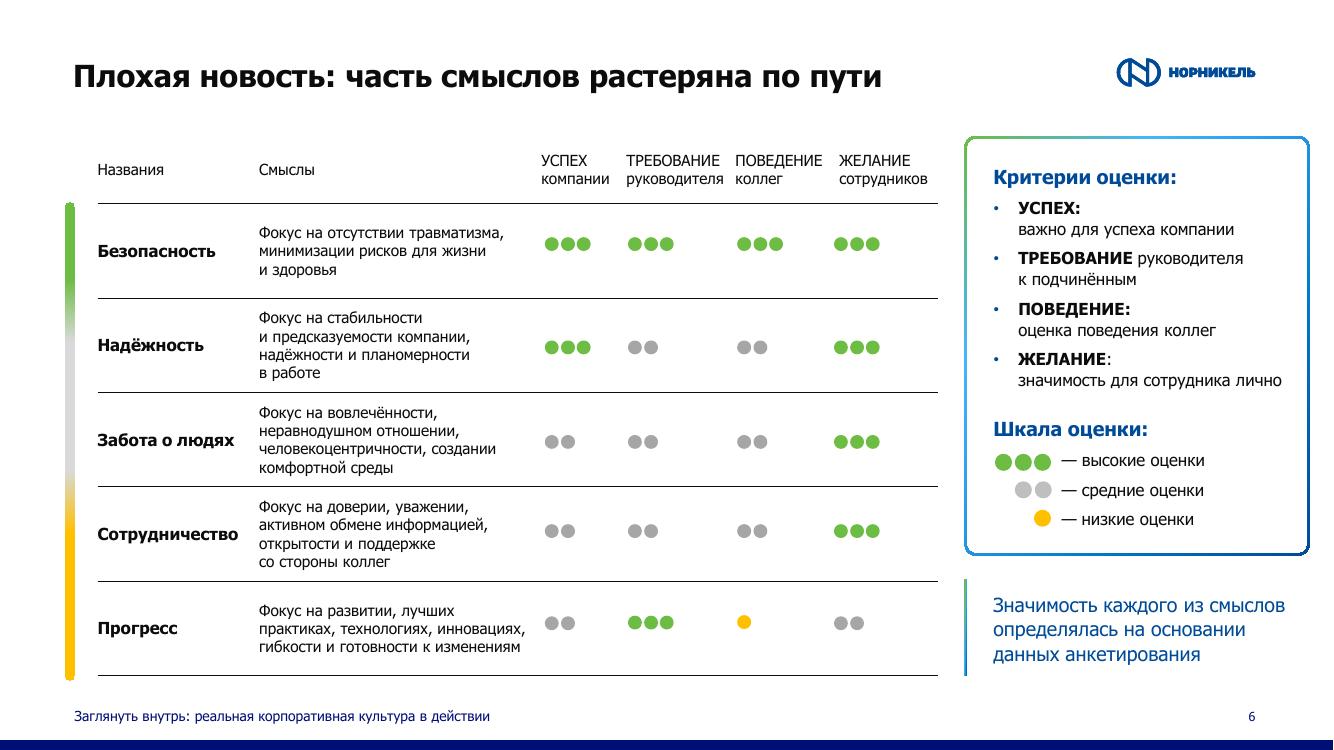 Плохая новость: часть смыслов растеряна по пути
НОРНИКЕЛЬ
Названия
Смыслы
УСПЕХ
компании
ТРЕБОВАНИЕ
руководителя
ПОВЕДЕНИЕ
коллег
ЖЕЛАНИЕ
сотрудников
Безопасность
Фокус на отсутствии травматизма,
минимизации рисков для жизни
и здоровья
Надёжность
Фокус на стабильности
и предсказуемости компании,
надёжности и планомерности
в работе
Забота о людях
Фокус на вовлечённости,
неравнодушном отношении,
человекоцентричности, создании
комфортной среды
Сотрудничество
Фокус на доверии, уважении,
активном обмене информацией,
открытости и поддержке
со стороны коллег
Прогресс
Фокус на развитии, лучших
практиках, технологиях, инновациях,
гибкости и готовности к изменениям
Критерии оценки:
• УСПЕХ:
важно для успеха компании
• ТРЕБОВАНИЕ руководителя
к подчинённым
• ПОВЕДЕНИЕ:
оценка поведения коллег
• ЖЕЛАНИЕ:
значимость для сотрудника лично
Шкала оценки:
— высокие оценки
— средние оценки
— низкие оценки
Значимость каждого из смыслов
определялась на основании
данных анкетирования
Заглянуть внутрь: реальная корпоративная культура в действии
6